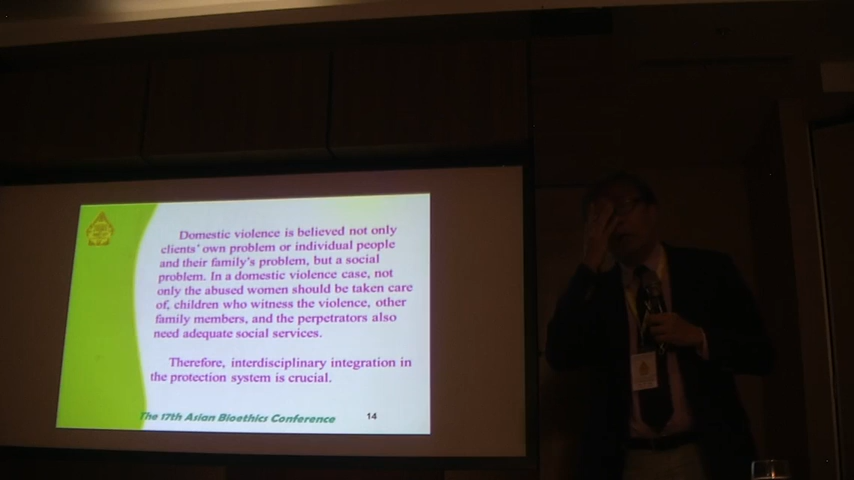 Domestic violence is believed not only
clients' own problem or individual people
and their family's problem, but a social
problem. In a domestic violence case, not
only the abused women should be taken care
of, children who witness the violence, other
family members, and the perpetrators also
need adequate social services.
Therefore, interdisciplinary integration in
the protection system is crucial.
The 17th Asian Bioethics Conference
14